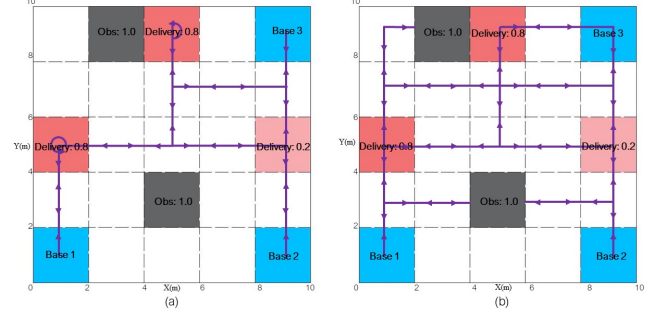 10
Obs: 1.0
Delivery: 0.8
Base 3
8
6
Y(m)
Delivery: 0.8
Delivery: 0.2
4
Obs: 1.0
2
Base 1
Base 2
0
2
4
X(m)
6
8
10
(a)
10
Obs: 1.0
Delivery: 0.8
Base 3
8
6
Y(m)
Delivery: 0.8
Delivery: 0.2
4
Obs: 1.0
2
Base 1
Base 2
0
2
4
X(m)
6
8
10
(b)